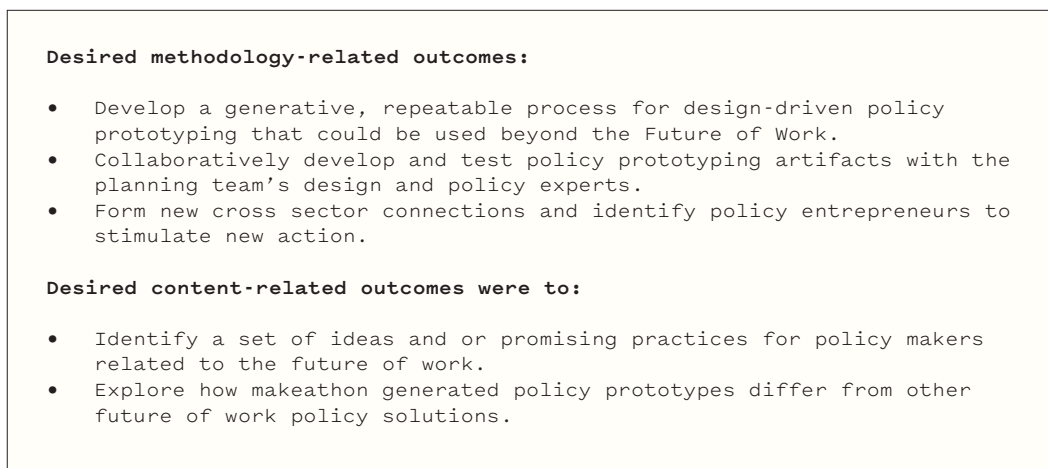 Desired methodology-related outcomes:
• Develop a generative, repeatable process for design-driven policy
prototyping that could be used beyond the Future of Work.
• Collaboratively develop and test policy prototyping artifacts with the
planning team’s design and policy experts.
• Form new cross sector connections and identify policy entrepreneurs to
stimulate new action.
Desired content-related outcomes were to:
• Identify a set of ideas and or promising practices for policy makers
related to the future of work.
• Explore how makeathon generated policy prototypes differ from other
future of work policy solutions.